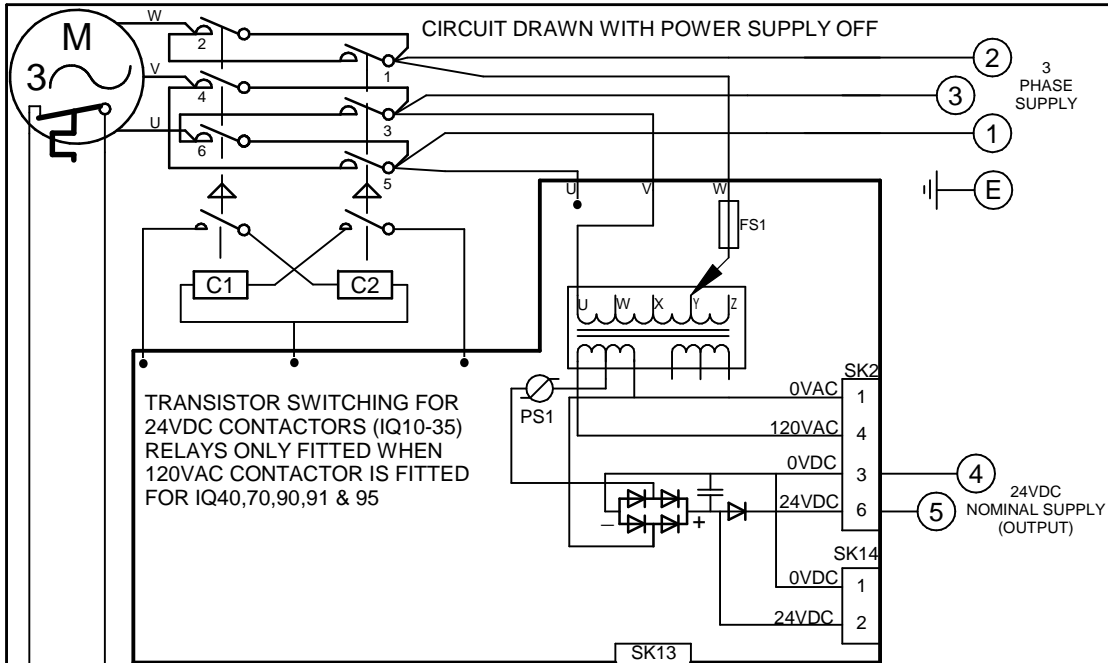 CIRCUIT DRAWN WITH POWER SUPPLY OFF
M
3
W
V
U
2
4
6
1
3
5
2
3
1
3
PHASE
SUPPLY
E
U
V
W
FS1
C1
C2
U
W
X
Y
Z
PS1
TRANSISTOR SWITCHING FOR
24VDC CONTACTORS (IQ10-35)
RELAYS ONLY FITTED WHEN
120VAC CONTACTOR IS FITTED
FOR IQ40,70,90,91 & 95
SK2
0VAC 1
120VAC 4
0VDC 3
24VDC 6
4
5
24VDC
NOMINAL SUPPLY
(OUTPUT)
− +
SK14
0VDC 1
24VDC 2
SK13